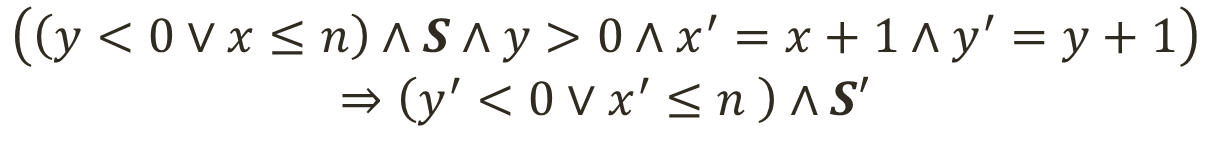 ((y < 0 ∨ x ≤ n) ∧ S ∧ y > 0 ∧ x′ = x + 1 ∧ y′ = y + 1)
⇒ (y′ < 0 ∨ x′ ≤ n ) ∧ S′